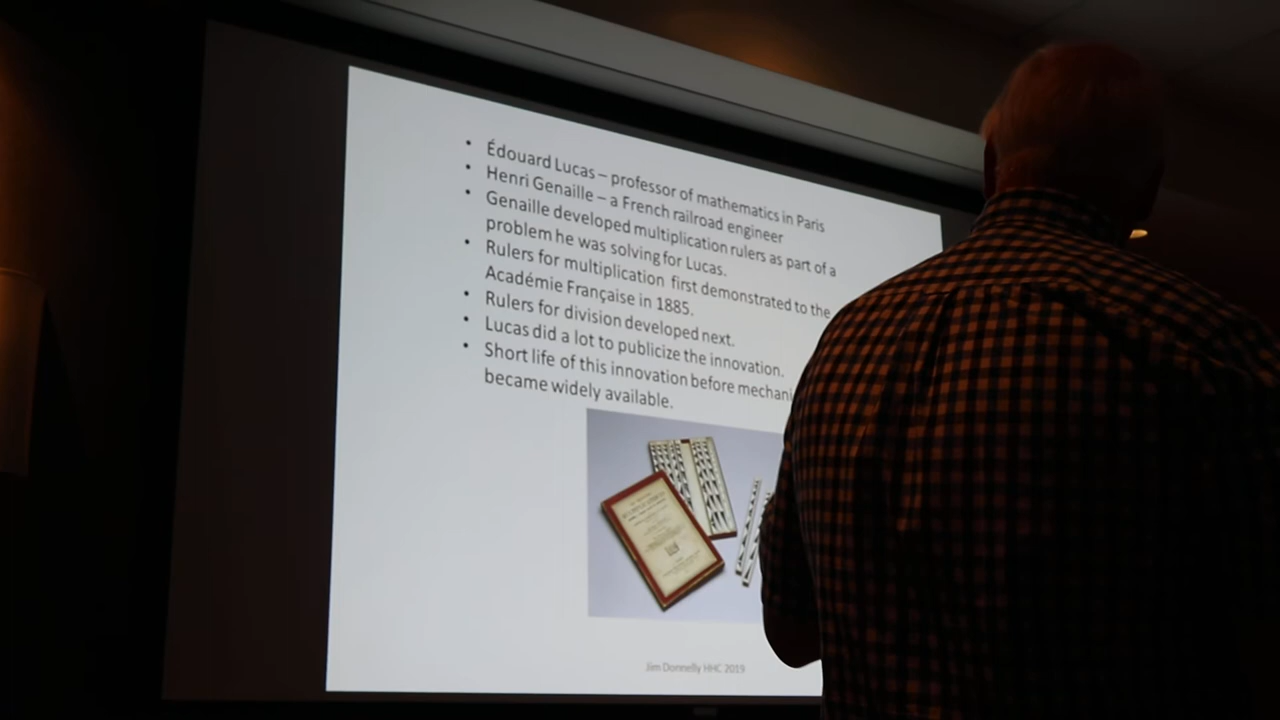 • Édouard Lucas – professor of mathematics in Paris
• Henri Genaille – a French railroad engineer
• Genaille developed multiplication rulers as part of a
problem he was solving for Lucas.
• Rulers for multiplication first demonstrated to the
Académie Française in 1885.
• Rulers for division developed next.
• Lucas did a lot to publicize the innovation.
• Short life of this innovation before mechani
became widely available.
Jim Donnelly HHC 2019